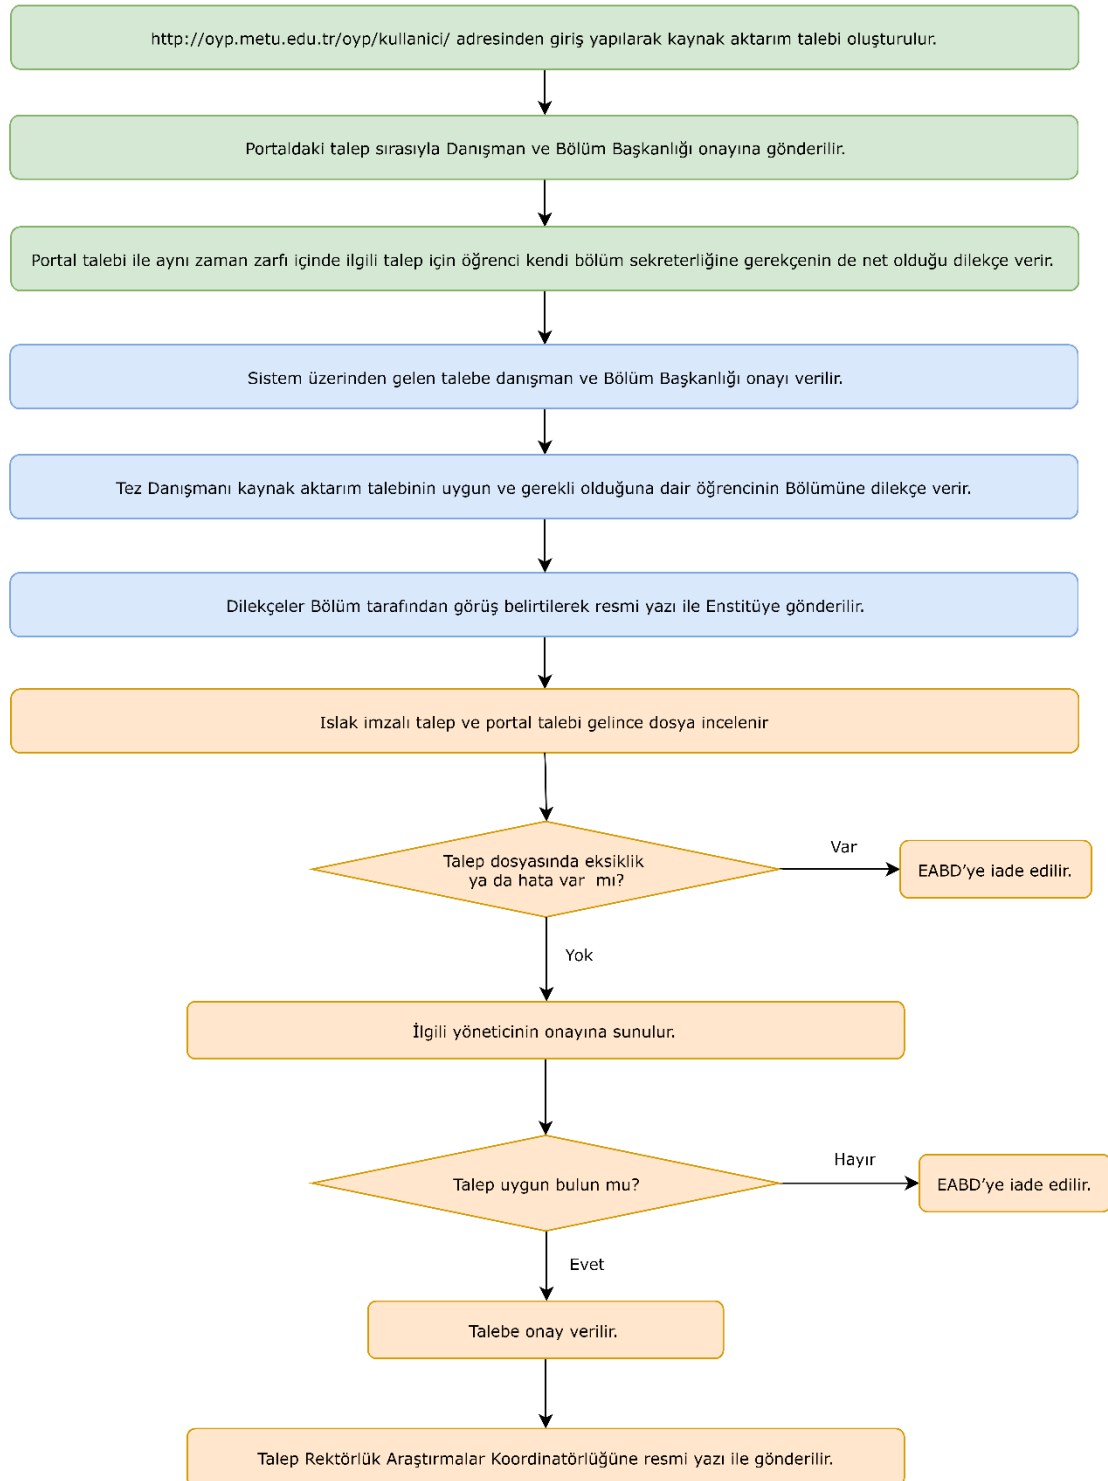 http://oyp.metu.edu.tr/oyp/kullanici/ adresinden giriş yapılarak kaynak aktarım talebi oluşturulur.
Portaldaki talep sırasıyla Danışman ve Bölüm Başkanlığı onayına gönderilir.
Portal talebi ile aynı zaman zarfı içinde ilgili talep için öğrenci kendi bölüm sekreterliğine gerekçenin de net olduğu dilekçe verir.
Sistem üzerinden gelen talebe danışman ve Bölüm Başkanlığı onayı verilir.
Tez Danışmanı kaynak aktarım talebinin uygun ve gerekli olduğuna dair öğrencinin Bölümüne dilekçe verir.
Dilekçeler Bölüm tarafından görüş belirtilerek resmi yazı ile Enstitüye gönderilir.
Islak imzalı talep ve portal talebi gelince dosya incelenir
Talep dosyasında eksiklik
ya da hata var mı?
Var
EABD’ye iade edilir.
Yok
İlgili yöneticinin onayına sunulur.
Talep uygun bulun mu?
Hayır
EABD’ye iade edilir.
Evet
Talebe onay verilir.
Talep Rektörlük Araştırmalar Koordinatörlüğüne resmi yazı ile gönderilir.